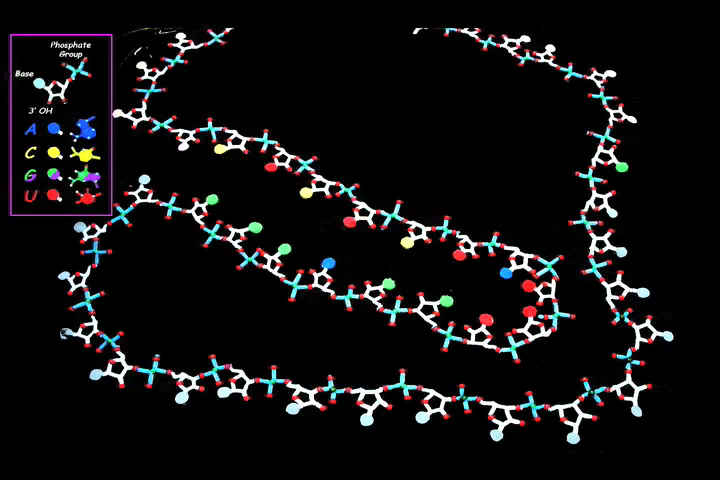 Phosphate
Group
Base
3' OH
A
C
G
U